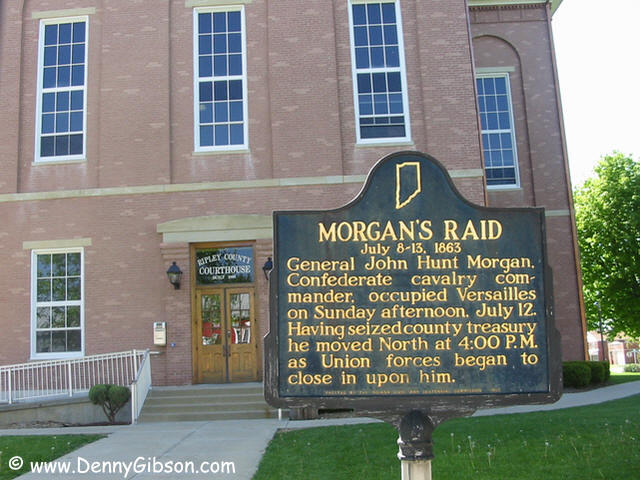 RIPLEY COUNTY
COURTHOUSE
MORGAN'S RAID
July 8-13, 1863
General John Hunt Morgan,
Confederate cavalry com-
mander, occupied Versailles
on Sunday afternoon, July 12.
Having seized county treasury
he moved North at 4:00 P.M.
as Union forces began to
close in upon him.
© www.DennyGibson.com